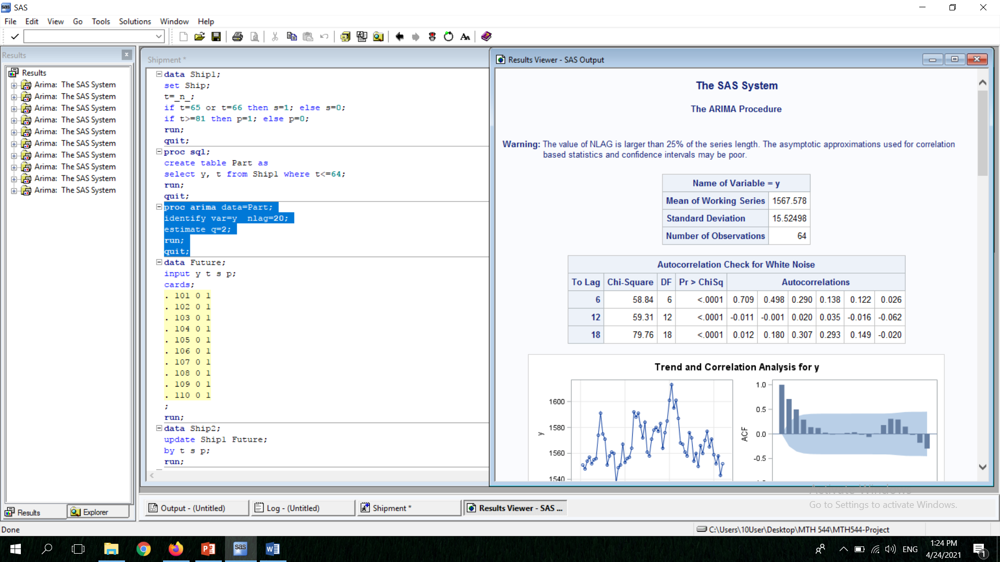 SAS
File Edit View Go Tools Solutions Window Help
Results
Results
Arima: The SAS System
Arima: The SAS System
Arima: The SAS System
Arima: The SAS System
Arima: The SAS System
Arima: The SAS System
Arima: The SAS System
Arima: The SAS System
Arima: The SAS System
Arima: The SAS System
Results Explorer
Shipment *
data Ship1;
set Ship;
t=_n_;
if t=65 or t=66 then s=1; else s=0;
if t>=81 then p=1; else p=0;
run;
quit;
proc sql;
create table Part as
select y, t from Ship1 where t<=64;
run;
quit;
proc arima data=Part;
identify var=y nlag=20;
estimate q=2;
run;
quit;
data Future;
input y t s p;
cards;
. 101 0 1
. 102 0 1
. 103 0 1
. 104 0 1
. 105 0 1
. 106 0 1
. 107 0 1
. 108 0 1
. 109 0 1
. 110 0 1
;
run;
data Ship2;
update Ship1 Future;
by t s p;
run;
Results Viewer - SAS Output
The SAS System
The ARIMA Procedure
Warning: The value of NLAG is larger than 25% of the series length. The asymptotic approximations used for correlation
based statistics and confidence intervals may be poor.
Name of Variable = y
Mean of Working Series 1567.578
Standard Deviation 15.52498
Number of Observations 64
Autocorrelation Check for White Noise
To Lag Chi-Square DF Pr > ChiSq Autocorrelations
6 58.84 6 <.0001 0.709 0.498 0.290 0.138 0.122 0.026
12 59.31 12 <.0001 -0.011 -0.001 0.020 0.035 -0.016 -0.062
18 79.76 18 <.0001 0.012 0.180 0.307 0.293 0.149 -0.020
Trend and Correlation Analysis for y
1600
1580
1560
1540
y
1.0
0.5
0.0
-0.5
ACF
Activate Windows
Go to Settings to activate Windows.
Output - (Untitled) Log - (Untitled) Shipment * Results Viewer - SAS ...
Done
C:\Users\10User\Desktop\MTH 544\MTH544-Project
ENG
1:24 PM
4/24/2021
1